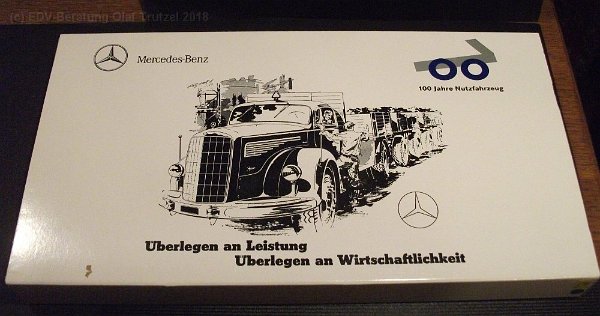 (c) EDV-Beratung Olaf Trutzel 2018
Mercedes-Benz
100 Jahre Nutzfahrzeug
Überlegen an Leistung
Überlegen an Wirtschaftlichkeit